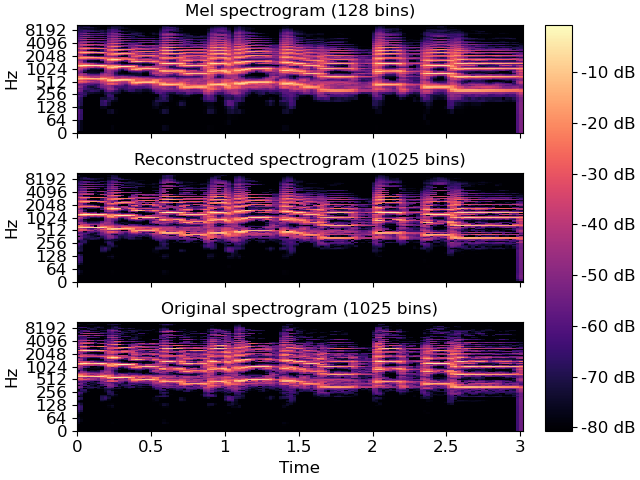 Mel spectrogram (128 bins)
8192
4096
2048
1024
512
256
128
64
0
Hz
Reconstructed spectrogram (1025 bins)
8192
4096
2048
1024
512
256
128
64
0
Hz
Original spectrogram (1025 bins)
8192
4096
2048
1024
512
256
128
64
0
Hz
0 0.5 1 1.5 2 2.5 3
Time
-10 dB
-20 dB
-30 dB
-40 dB
-50 dB
-60 dB
-70 dB
-80 dB